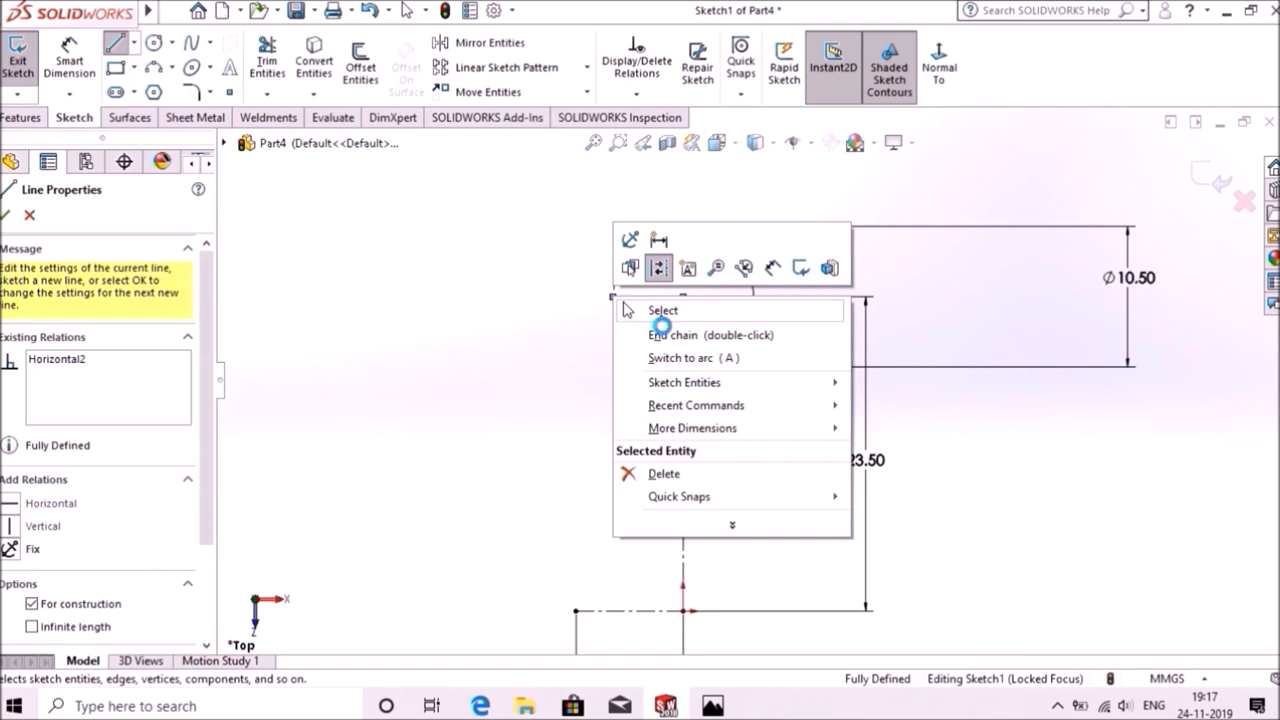 SOLIDWORKS
Sketch1 of Part4 *
Search SOLIDWORKS Help
Exit Sketch
Smart Dimension
Trim Entities
Convert Entities
Offset Entities
Offset On Surface
Mirror Entities
Linear Sketch Pattern
Move Entities
Display/Delete Relations
Repair Sketch
Quick Snaps
Rapid Sketch
Instant2D
Shaded Sketch Contours
Normal To
Features
Sketch
Surfaces
Sheet Metal
Weldments
Evaluate
DimXpert
SOLIDWORKS Add-Ins
SOLIDWORKS Inspection
Part4 (Default<<Default>...
Line Properties
Message
Edit the settings of the current line,
sketch a new line, or select OK to
change the settings for the next new
line.
Existing Relations
Horizontal2
Fully Defined
Add Relations
Horizontal
Vertical
Fix
Options
For construction
Infinite length
Select
End chain (double-click)
Switch to arc ( A )
Sketch Entities
Recent Commands
More Dimensions
Selected Entity
Delete
Quick Snaps
Ø10.50
23.50
X
Z
*Top
Model
3D Views
Motion Study 1
elects sketch entities, edges, vertices, components, and so on.
Fully Defined
Editing Sketch1 (Locked Focus)
MMGS
Type here to search
SW
2018
ENG
19:17
24-11-2019